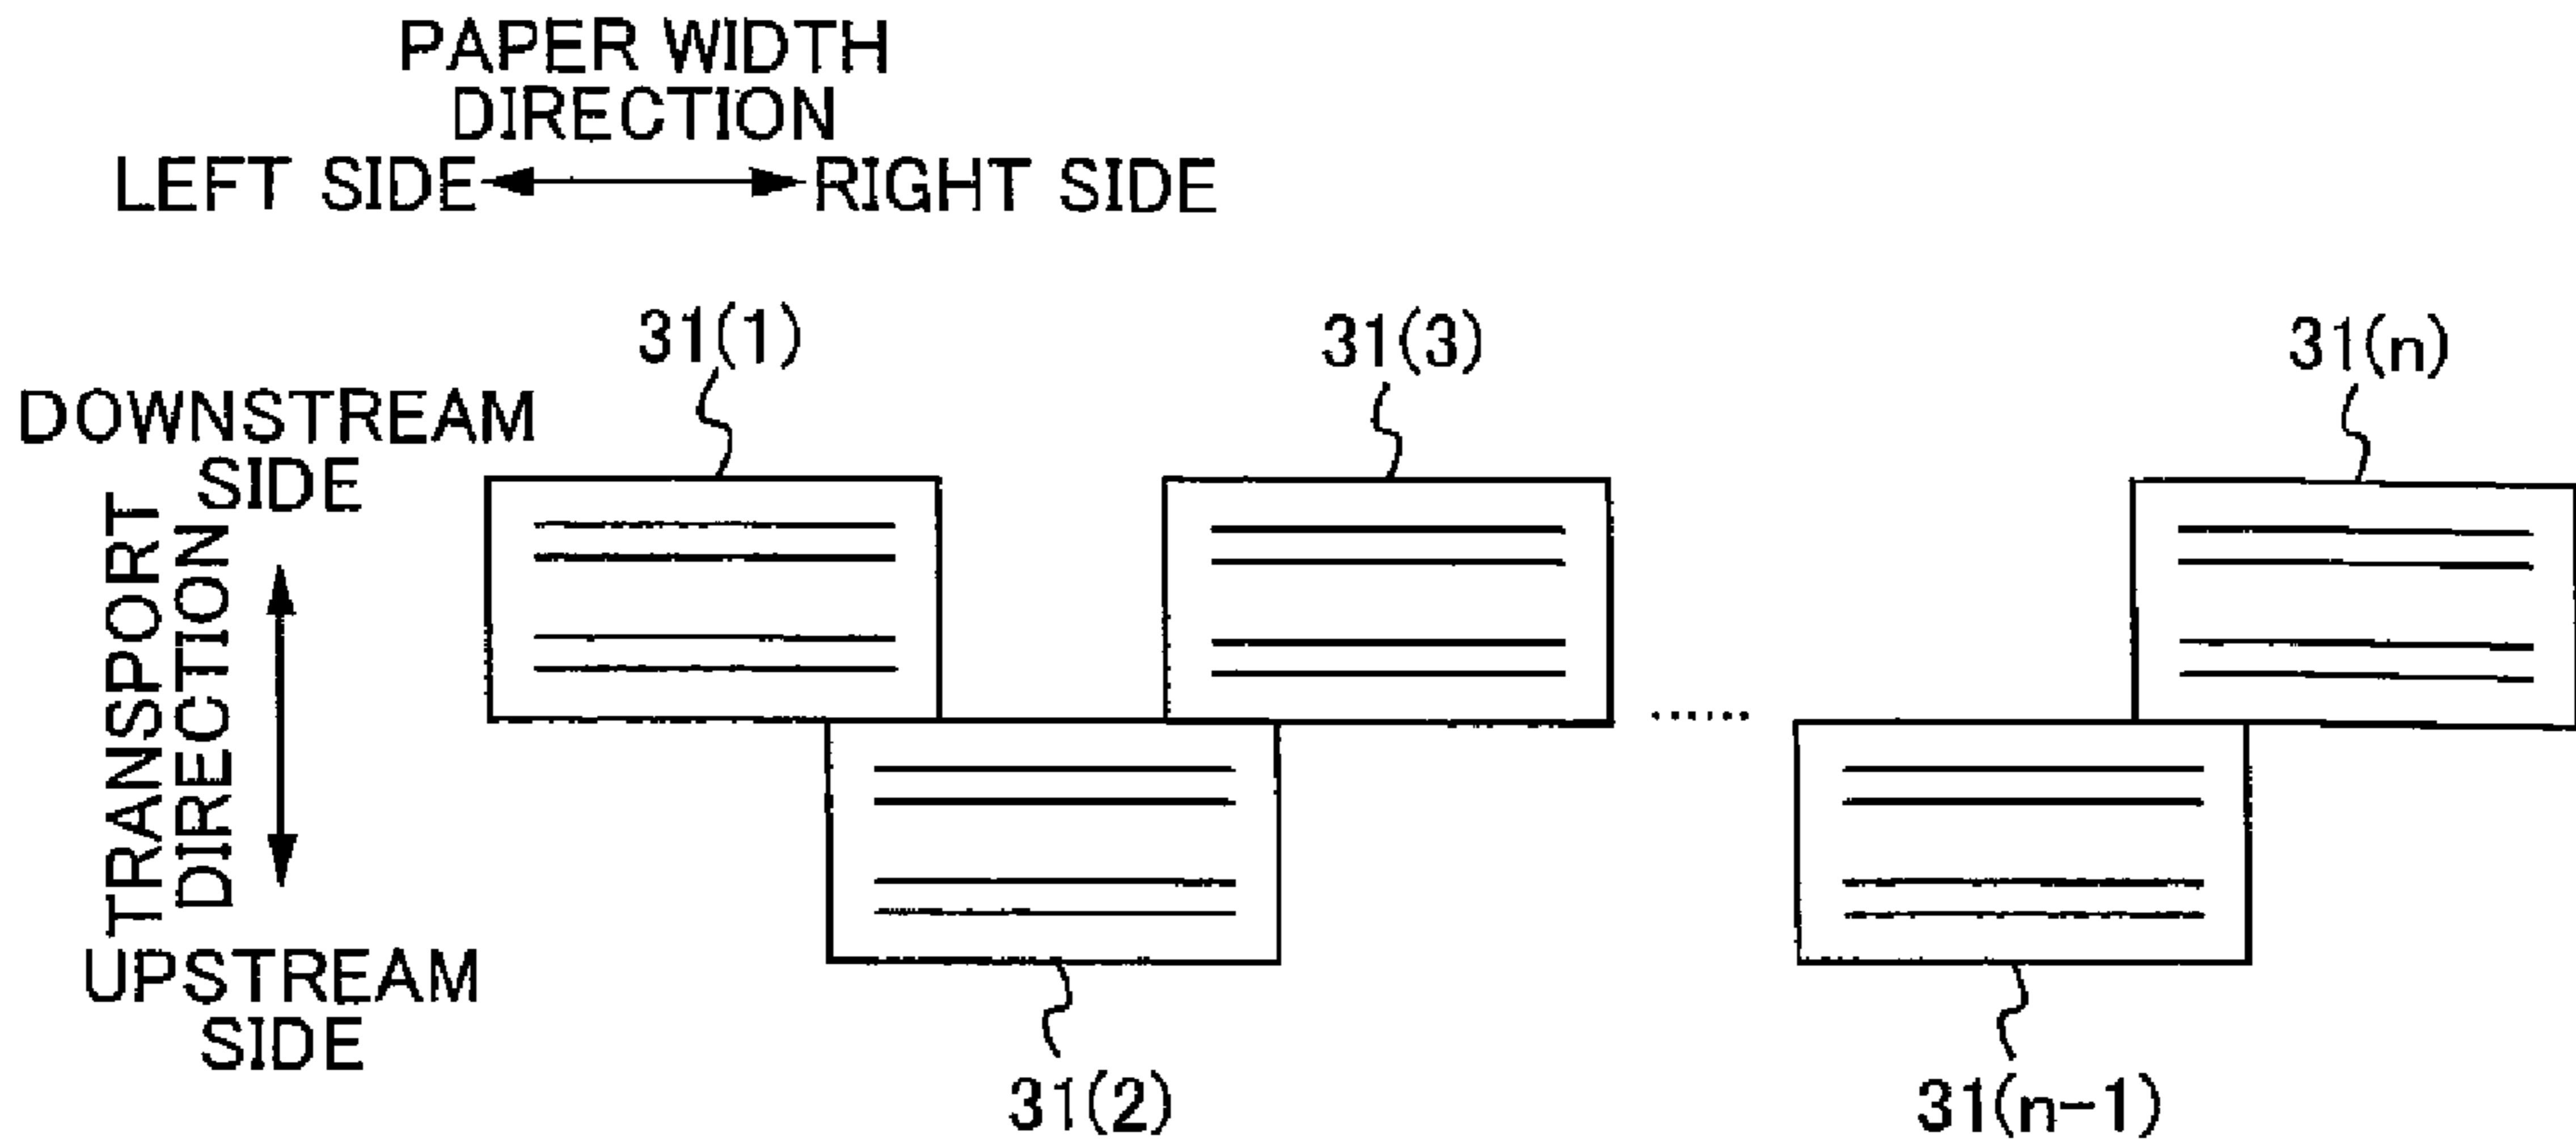 PAPER WIDTH
DIRECTION
LEFT SIDE RIGHT SIDE
31(1) 31(3) 31(n)
DOWNSTREAM
SIDE
TRANSPORT
DIRECTION
UPSTREAM
SIDE
31(2) 31(n-1)